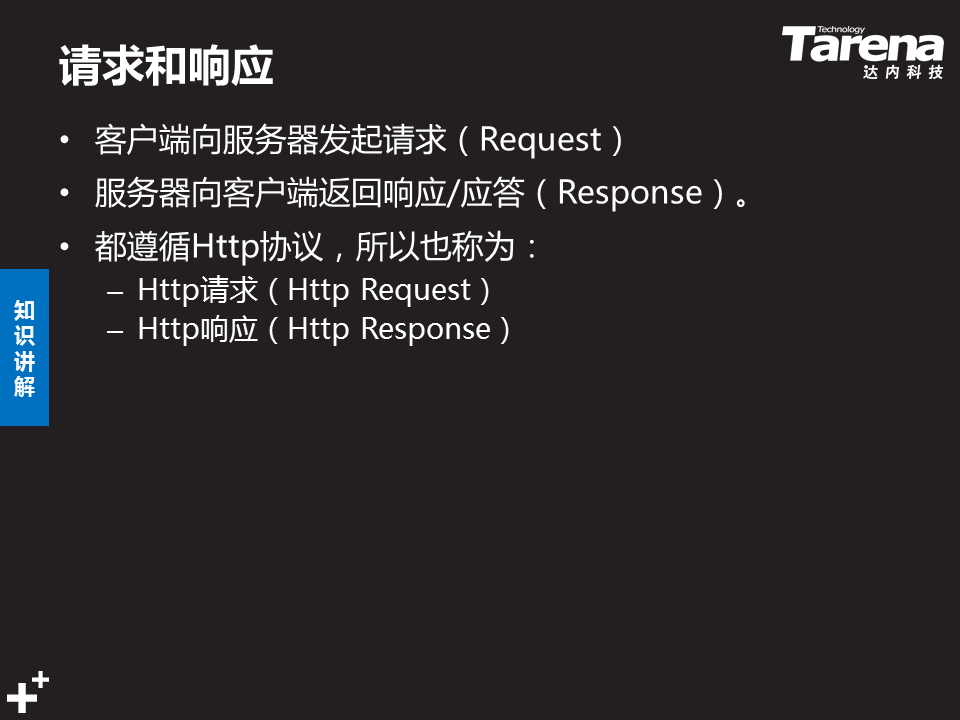 请求和响应
Technology
Tarena
达内科技
• 客户端向服务器发起请求（Request）
• 服务器向客户端返回响应/应答（Response）。
• 都遵循Http协议，所以也称为：
– Http请求（Http Request）
– Http响应（Http Response）
知识讲解